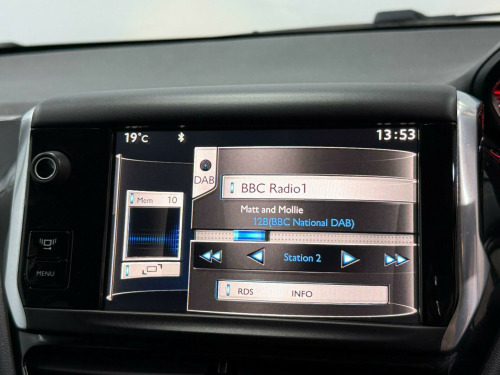 19°C 13:53
DAB
BBC Radio1
Mem 10
Matt and Mollie
12B(BBC National DAB)
Station 2
MENU
RDS INFO